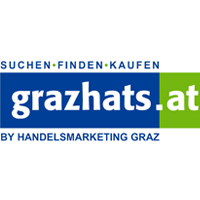 SUCHEN•FINDEN•KAUFEN
grazhats.at
BY HANDELSMARKETING GRAZ